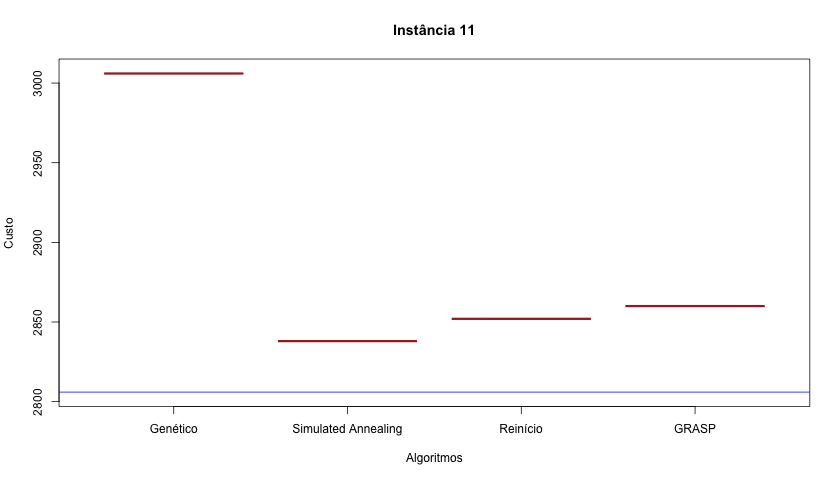 Instância 11
Custo
3000
2950
2900
2850
2800
Genético Simulated Annealing Reinício GRASP
Algoritmos